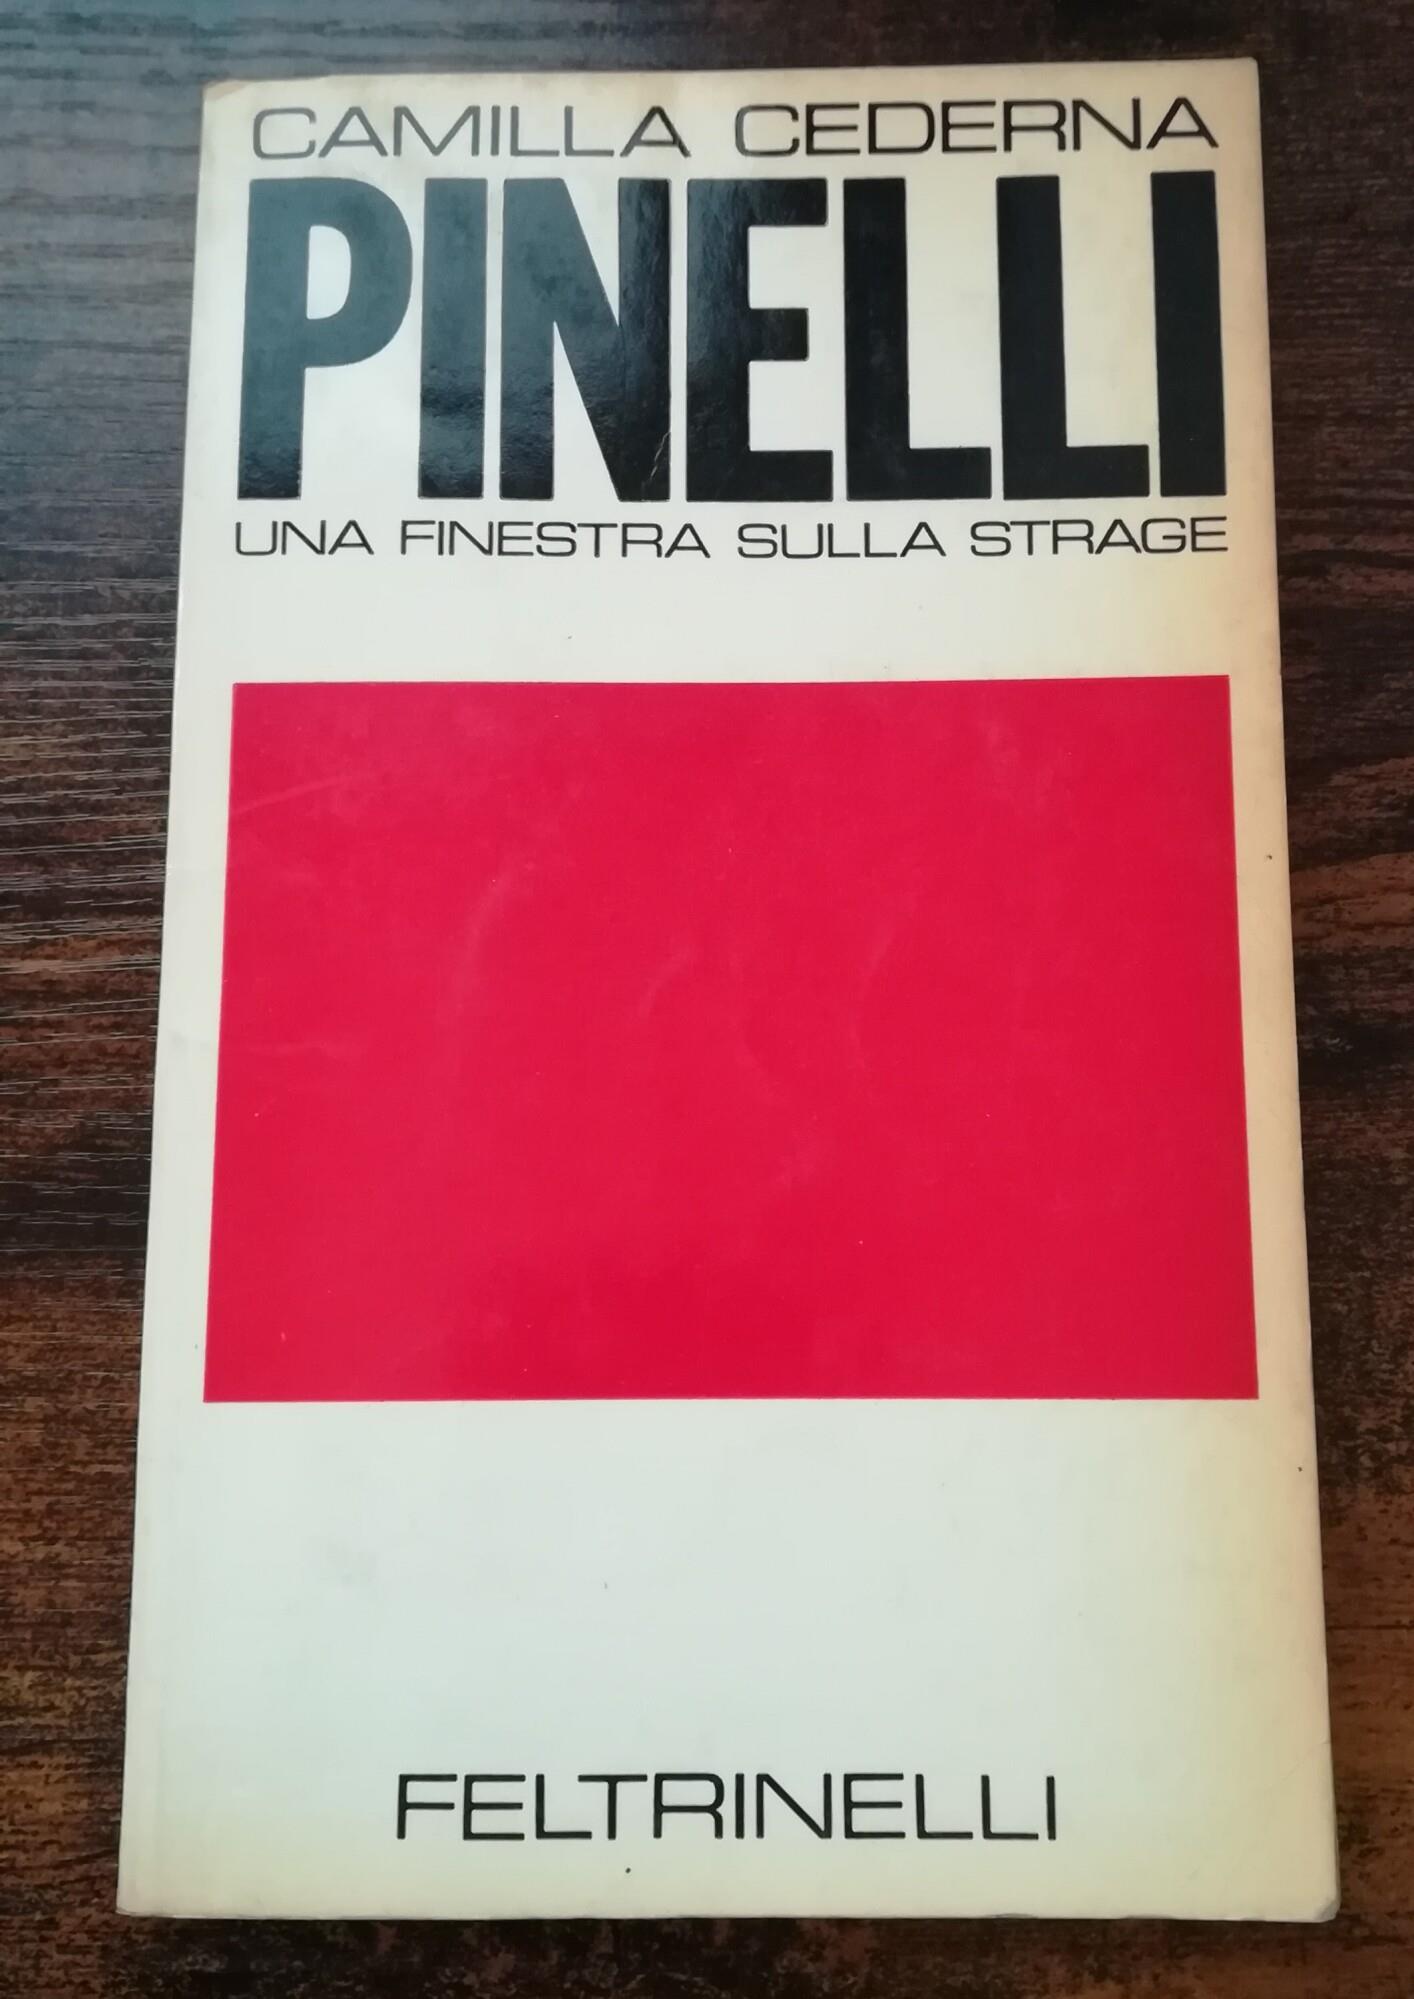 CAMILLA CEDERNA
PINELLI
UNA FINESTRA SULLA STRAGE
FELTRINELLI